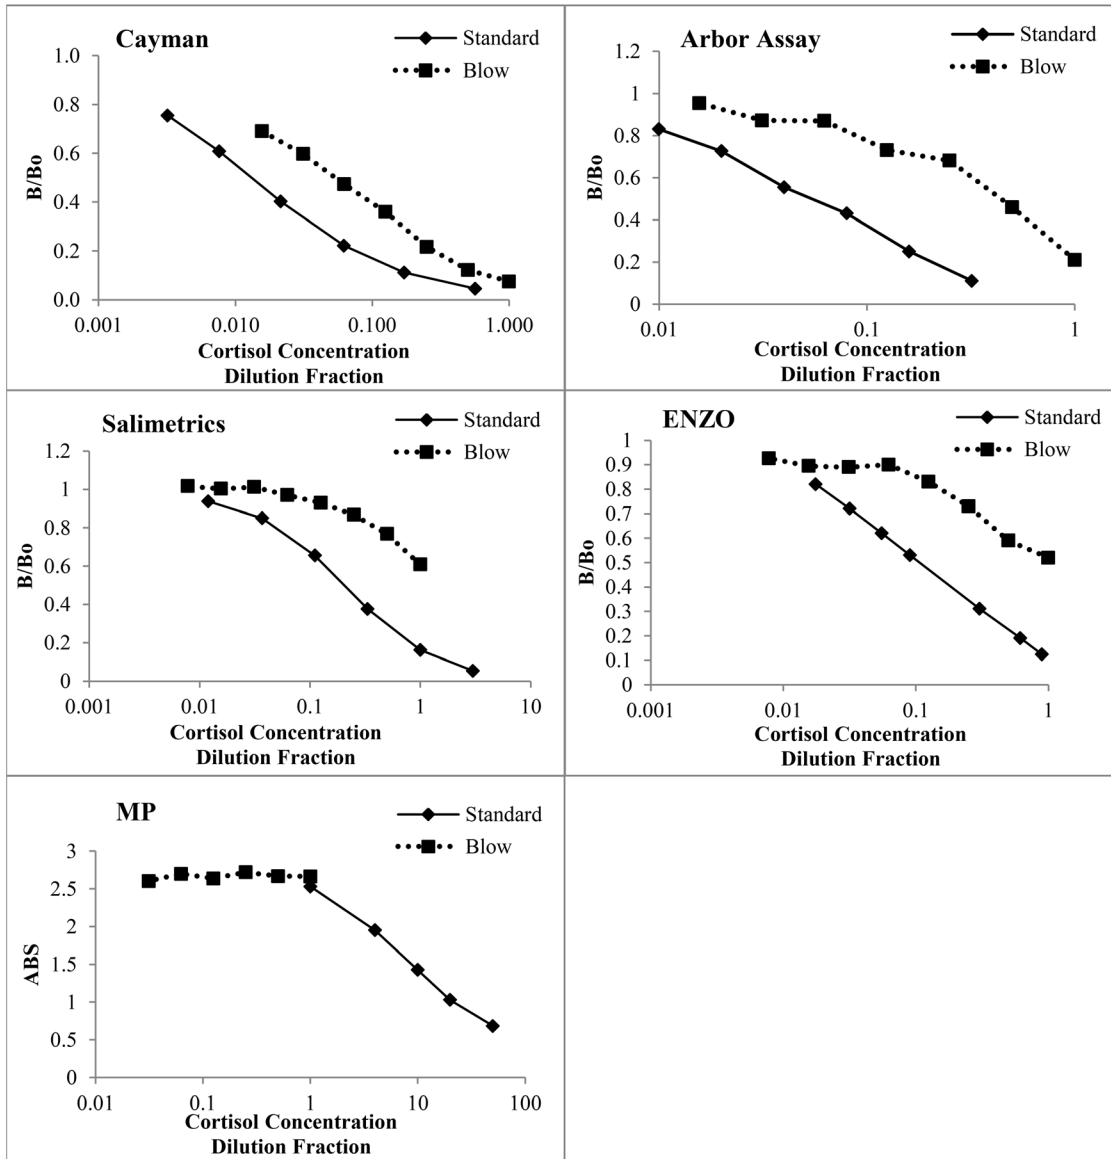 Cayman
Standard
Blow
1.0
0.8
0.6
0.4
0.2
0.0
B/Bo
0.001
0.010
0.100
1.000
Cortisol Concentration
Dilution Fraction
Arbor Assay
Standard
Blow
1.2
1
0.8
0.6
0.4
0.2
0
B/Bo
0.01
0.1
1
Cortisol Concentration
Dilution Fraction
Salimetrics
Standard
Blow
1.2
1
0.8
0.6
0.4
0.2
0
B/Bo
0.001
0.01
0.1
1
10
Cortisol Concentration
Dilution Fraction
ENZO
Standard
Blow
1
0.9
0.8
0.7
0.6
0.5
0.4
0.3
0.2
0.1
0
B/Bo
0.001
0.01
0.1
1
Cortisol Concentration
Dilution Fraction
MP
Standard
Blow
3
2.5
2
1.5
1
0.5
0
ABS
0.01
0.1
1
10
100
Cortisol Concentration
Dilution Fraction